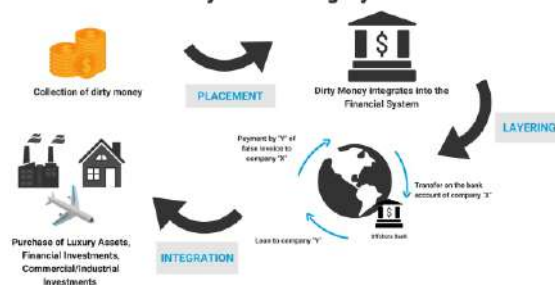 Collection of dirty money
PLACEMENT
Dirty Money integrates into the
Financial System
LAYERING
Payment by "Y" of
false invoice to
company "X"
Transfer on the bank
account of company "X"
Offshore Bank
Loan to company "Y"
INTEGRATION
Purchase of Luxury Assets,
Financial Investments,
Commercial/Industrial
Investments